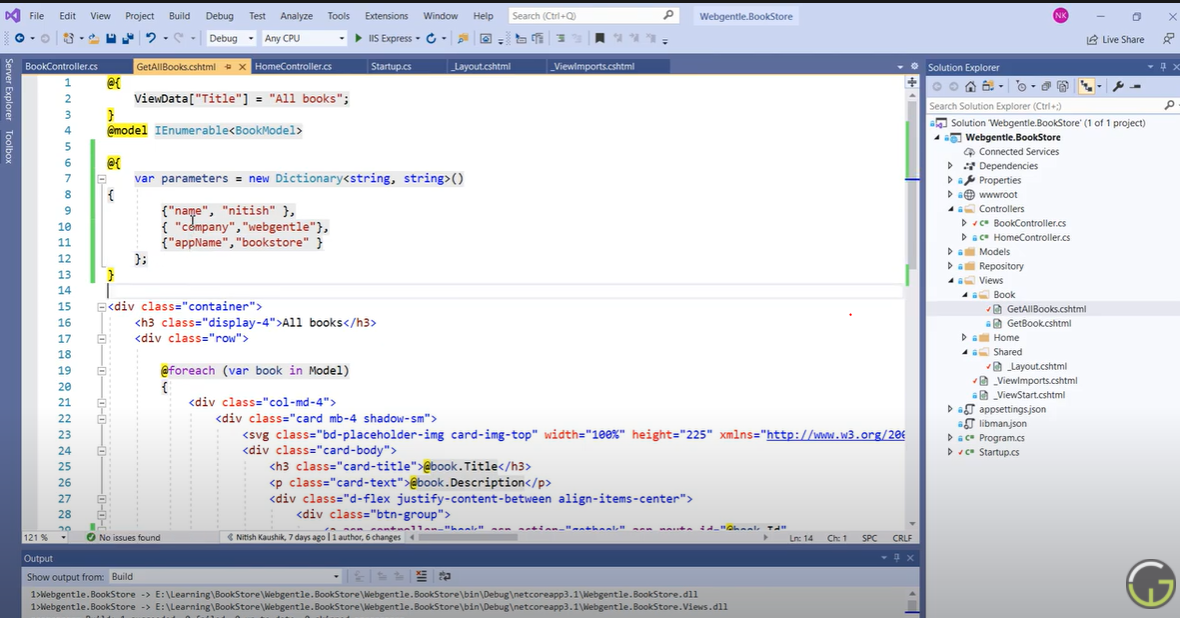 File Edit View Project Build Debug Test Analyze Tools Extensions Window Help Search (Ctrl+Q) Webgentle.BookStore NK
Debug Any CPU IIS Express Live Share
Server Explorer
Toolbox
BookController.cs GetAllBooks.cshtml HomeController.cs Startup.cs _Layout.cshtml _ViewImports.cshtml
1 @{
2 ViewData["Title"] = "All books";
3 }
4 @model IEnumerable<BookModel>
5
6 @{
7 var parameters = new Dictionary<string, string>()
8 {
9 {"name", "nitish" },
10 { "company","webgentle"},
11 {"appName","bookstore" }
12 };
13 }
14
15 <div class="container">
16 <h3 class="display-4">All books</h3>
17 <div class="row">
18
19 @foreach (var book in Model)
20 {
21 <div class="col-md-4">
22 <div class="card mb-4 shadow-sm">
23 <svg class="bd-placeholder-img card-img-top" width="100%" height="225" xmlns="http://www.w3.org/200
24 <div class="card-body">
25 <h3 class="card-title">@book.Title</h3>
26 <p class="card-text">@book.Description</p>
27 <div class="d-flex justify-content-between align-items-center">
28 <div class="btn-group">
121 % No issues found Nitish Kaushik, 7 days ago | 1 author, 6 changes Ln: 14 Ch: 1 SPC CRLF
Output
Show output from: Build
1>Webgentle.BookStore -> E:\Learning\BookStore\Webgentle.BookStore\Webgentle.BookStore\bin\Debug\netcoreapp3.1\Webgentle.BookStore.dll
1>Webgentle.BookStore -> E:\Learning\BookStore\Webgentle.BookStore\Webgentle.BookStore\bin\Debug\netcoreapp3.1\Webgentle.BookStore.Views.dll
Solution Explorer
Search Solution Explorer (Ctrl+;)
Solution 'Webgentle.BookStore' (1 of 1 project)
Webgentle.BookStore
Connected Services
Dependencies
Properties
wwwroot
Controllers
BookController.cs
HomeController.cs
Models
Repository
Views
Book
GetAllBooks.cshtml
GetBook.cshtml
Home
Shared
_Layout.cshtml
_ViewImports.cshtml
_ViewStart.cshtml
appsettings.json
libman.json
Program.cs
Startup.cs